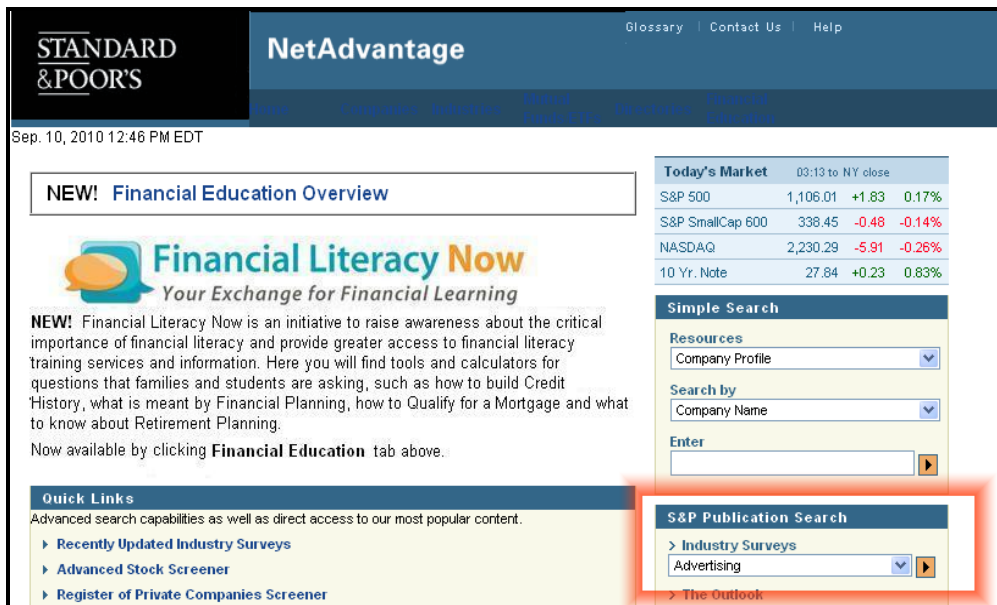 STANDARD
&POOR'S
NetAdvantage
Glossary | Contact Us | Help
Sep. 10, 2010 12:46 PM EDT
NEW! Financial Education Overview
Financial Literacy Now
Your Exchange for Financial Learning
NEW! Financial Literacy Now is an initiative to raise awareness about the critical
importance of financial literacy and provide greater access to financial literacy
training services and information. Here you will find tools and calculators for
questions that families and students are asking, such as how to build Credit
History, what is meant by Financial Planning, how to Qualify for a Mortgage and what
to know about Retirement Planning.
Now available by clicking Financial Education tab above.
Quick Links
Advanced search capabilities as well as direct access to our most popular content.
Recently Updated Industry Surveys
Advanced Stock Screener
Register of Private Companies Screener
Today's Market 03:13 to NY close
S&P 500 1,106.01 +1.83 0.17%
S&P SmallCap 600 338.45 -0.48 -0.14%
NASDAQ 2,230.29 -5.91 -0.26%
10 Yr. Note 27.84 +0.23 0.83%
Simple Search
Resources
Company Profile
Search by
Company Name
Enter
S&P Publication Search
> Industry Surveys
Advertising
> The Outlook